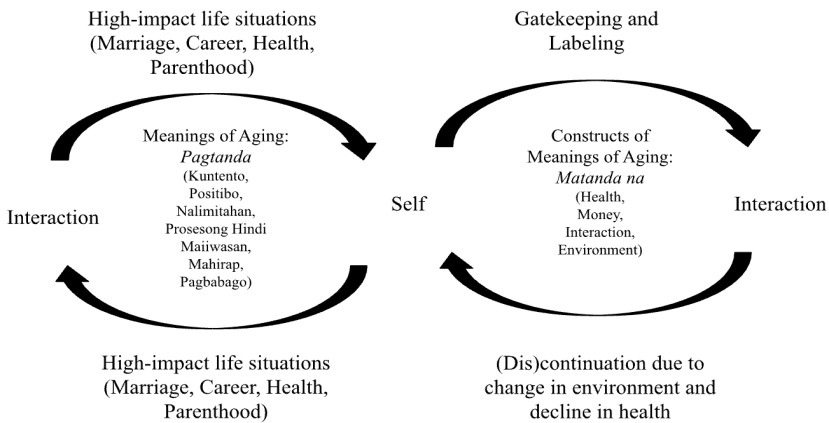 High-impact life situations
(Marriage, Career, Health,
Parenthood)
Gatekeeping and
Labeling
Meanings of Aging:
Pagtanda
(Kuntento,
Positibo,
Nalimitahan,
Prosesong Hindi
Maiiwasan,
Mahirap,
Pagbabago)
Constructs of
Meanings of Aging:
Matanda na
(Health,
Money,
Interaction,
Environment)
Interaction
Self
Interaction
High-impact life situations
(Marriage, Career, Health,
Parenthood)
(Dis)continuation due to
change in environment and
decline in health